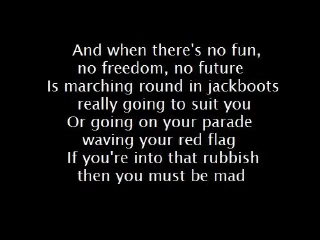 And when there's no fun,
no freedom, no future
Is marching round in jackboots
really going to suit you
Or going on your parade
waving your red flag
If you're into that rubbish
then you must be mad